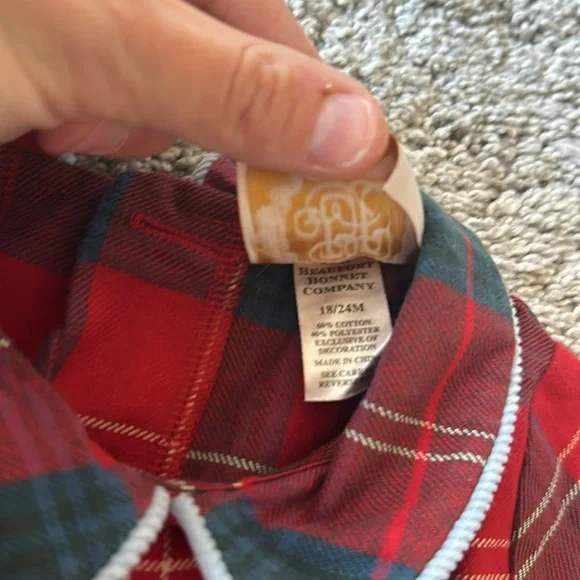 BEAUFORT
BONNET
COMPANY
18/24M
60% COTTON
40% POLYESTER
EXCLUSIVE OF
DECORATION
MADE IN CHINA
SEE CARE
REVERSE